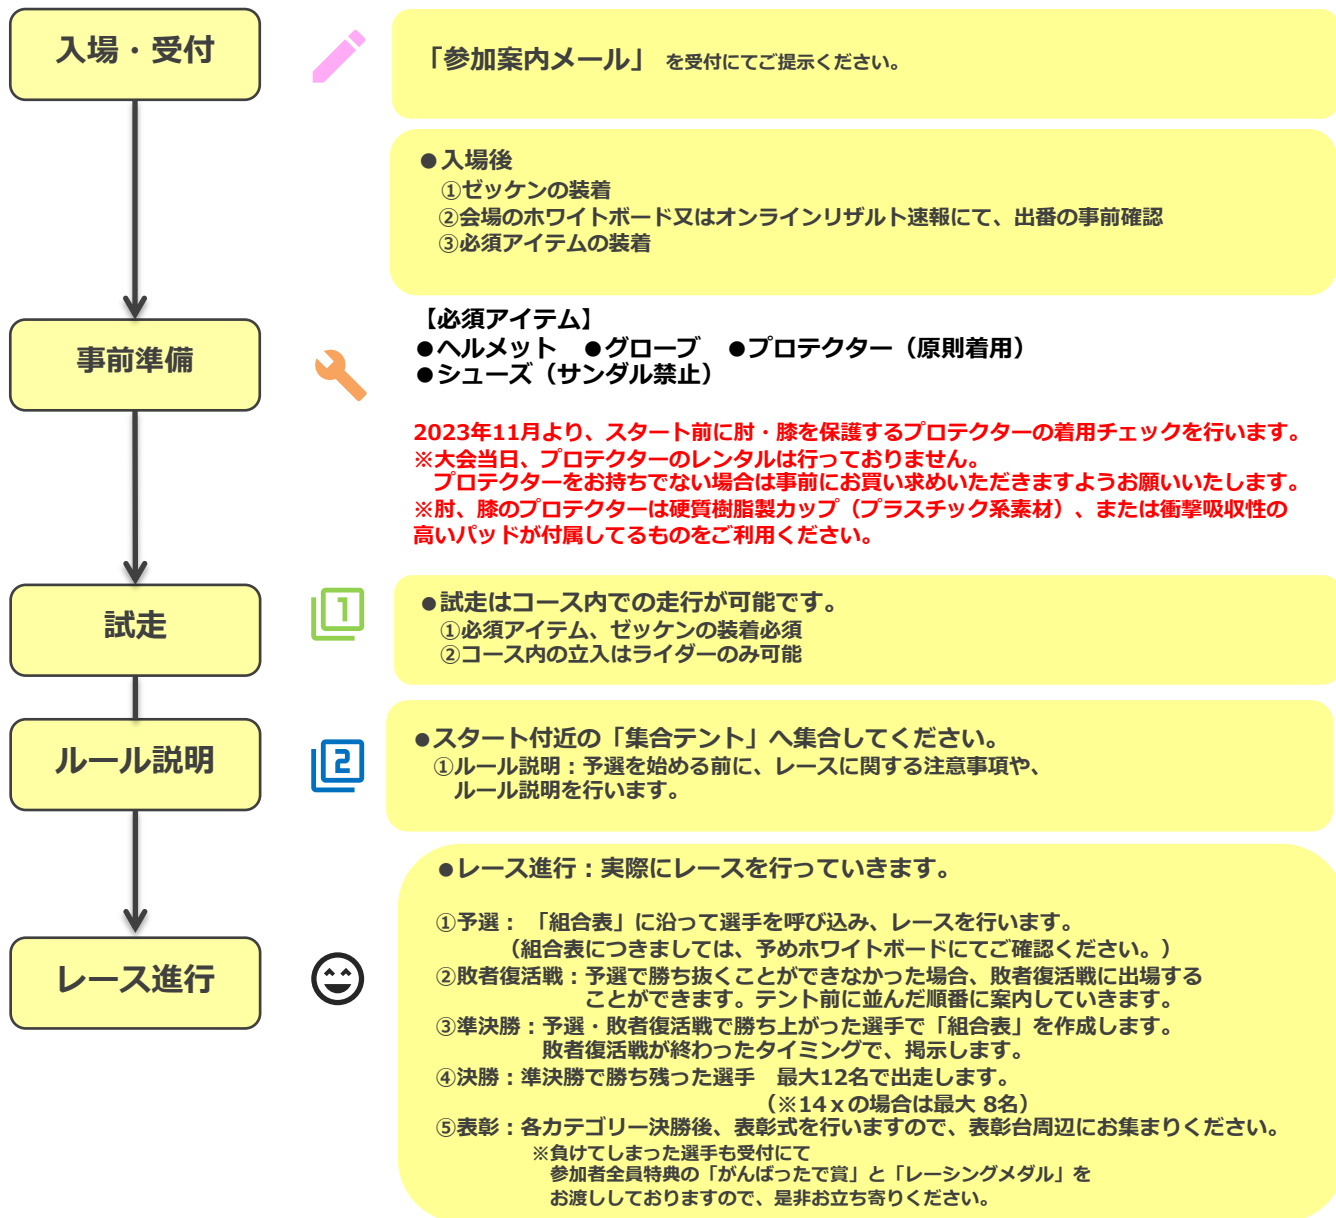 入場・受付
「参加案内メール」 を受付にてご提示ください。
●入場後
①ゼッケンの装着
②会場のホワイトボード又はオンラインリザルト速報にて、出番の事前確認
③必須アイテムの装着
事前準備
【必須アイテム】
●ヘルメット ●グローブ ●プロテクター（原則着用）
●シューズ（サンダル禁止）
2023年11月より、スタート前に肘・膝を保護するプロテクターの着用チェックを行います。
※大会当日、プロテクターのレンタルは行っておりません。
プロテクターをお持ちでない場合は事前にお買い求めいただきますようお願いいたします。
※肘、膝のプロテクターは硬質樹脂製カップ（プラスチック系素材）、または衝撃吸収性の
高いパッドが付属してるものをご利用ください。
試走
1
●試走はコース内での走行が可能です。
①必須アイテム、ゼッケンの装着必須
②コース内の立入はライダーのみ可能
ルール説明
2
●スタート付近の「集合テント」へ集合してください。
①ルール説明：予選を始める前に、レースに関する注意事項や、
ルール説明を行います。
レース進行
●レース進行：実際にレースを行っていきます。
①予選： 「組合表」に沿って選手を呼び込み、レースを行います。
（組合表につきましては、予めホワイトボードにてご確認ください。）
②敗者復活戦：予選で勝ち抜くことができなかった場合、敗者復活戦に出場する
ことができます。テント前に並んだ順番に案内していきます。
③準決勝：予選・敗者復活戦で勝ち上がった選手で「組合表」を作成します。
敗者復活戦が終わったタイミングで、掲示します。
④決勝：準決勝で勝ち残った選手 最大12名で出走します。
（※14ｘの場合は最大 8名）
⑤表彰：各カテゴリー決勝後、表彰式を行いますので、表彰台周辺にお集まりください。
※負けてしまった選手も受付にて
参加者全員特典の「がんばったで賞」と「レーシングメダル」を
お渡ししておりますので、是非お立ち寄りください。